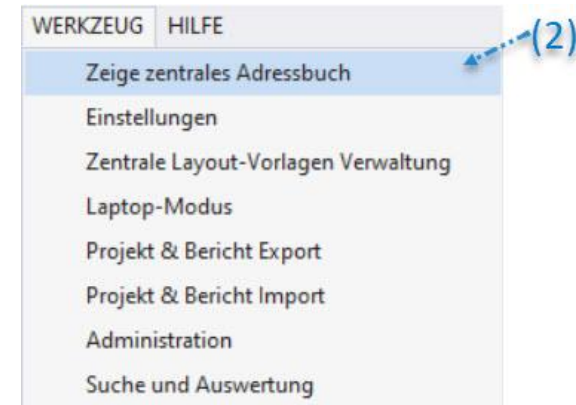 WERKZEUG HILFE
(2)
Zeige zentrales Adressbuch
Einstellungen
Zentrale Layout-Vorlagen Verwaltung
Laptop-Modus
Projekt & Bericht Export
Projekt & Bericht Import
Administration
Suche und Auswertung